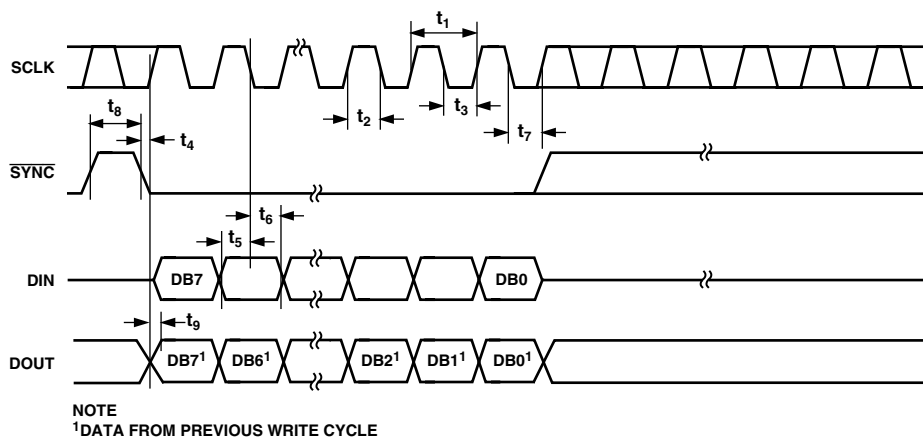 t1
SCLK
t8
t4
t2
t3
t7
SYNC
t6
t5
DIN
DB7
DB0
t9
DOUT
DB7¹
DB6¹
DB2¹
DB1¹
DB0¹
NOTE
¹DATA FROM PREVIOUS WRITE CYCLE